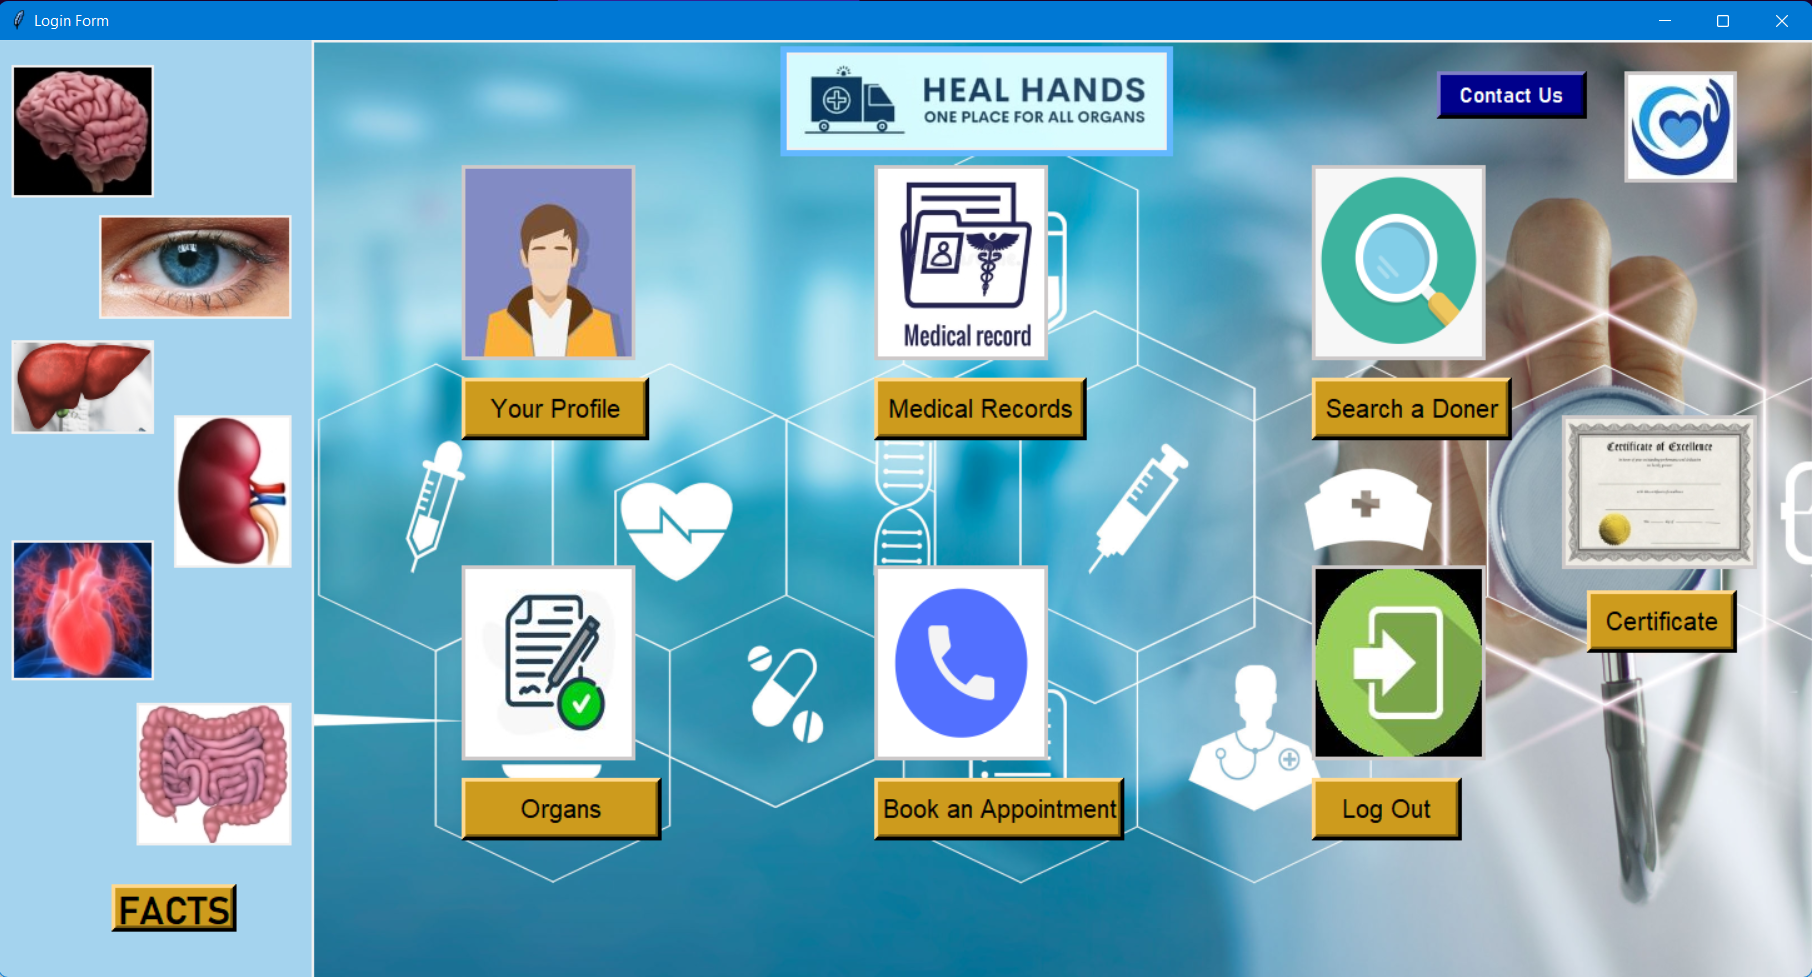 Login Form
HEAL HANDS
ONE PLACE FOR ALL ORGANS
Contact Us
Medical record
Your Profile
Medical Records
Search a Doner
Certificate of Excellence
Certificate
Organs
Book an Appointment
Log Out
FACTS